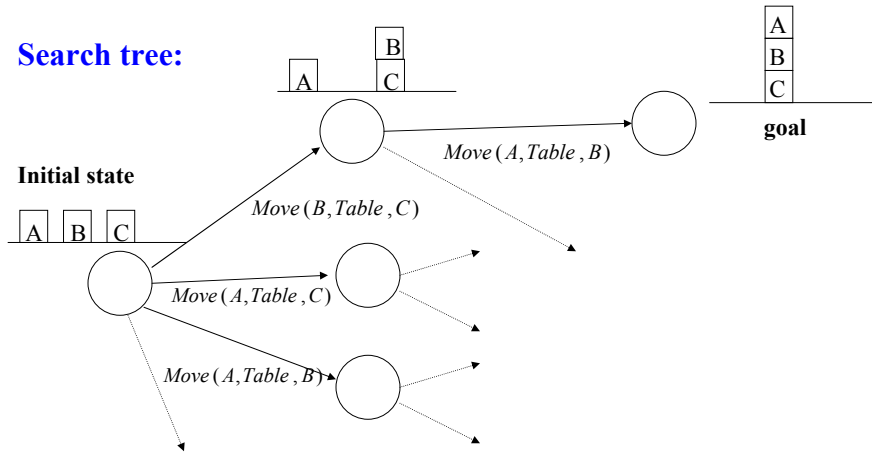 Search tree:
B
A
C
A
B
C
goal
Move(A,Table,B)
Initial state
A B C
Move(B,Table,C)
Move(A,Table,C)
Move(A,Table,B)